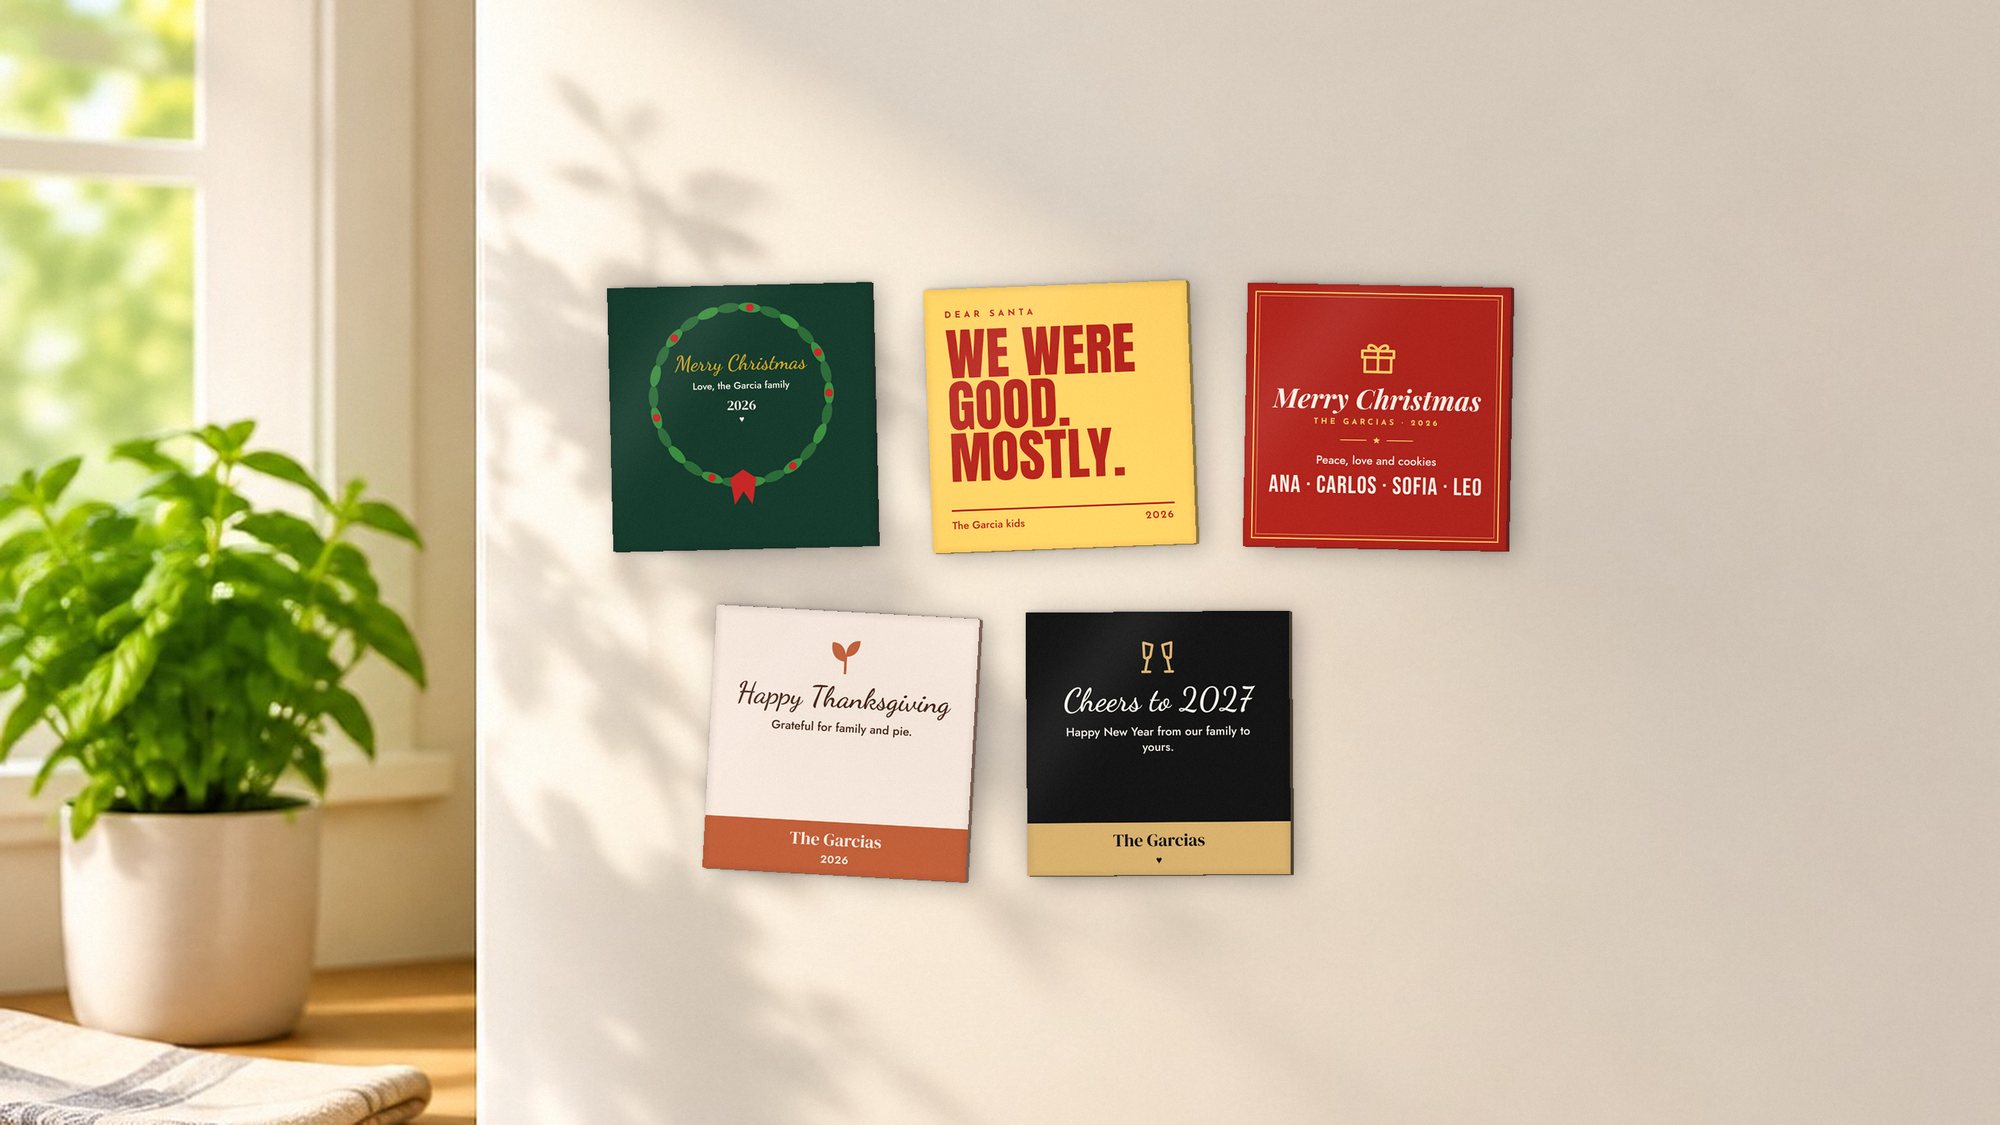 Merry Christmas
Love, the Garcia family
2026
♥
DEAR SANTA
WE WERE
GOOD.
MOSTLY.
The Garcia kids
2026
Merry Christmas
THE GARCIAS · 2026
Peace, love and cookies
ANA · CARLOS · SOFIA · LEO
Happy Thanksgiving
Grateful for family and pie.
The Garcias
2026
Cheers to 2027
Happy New Year from our family to
yours.
The Garcias
♥